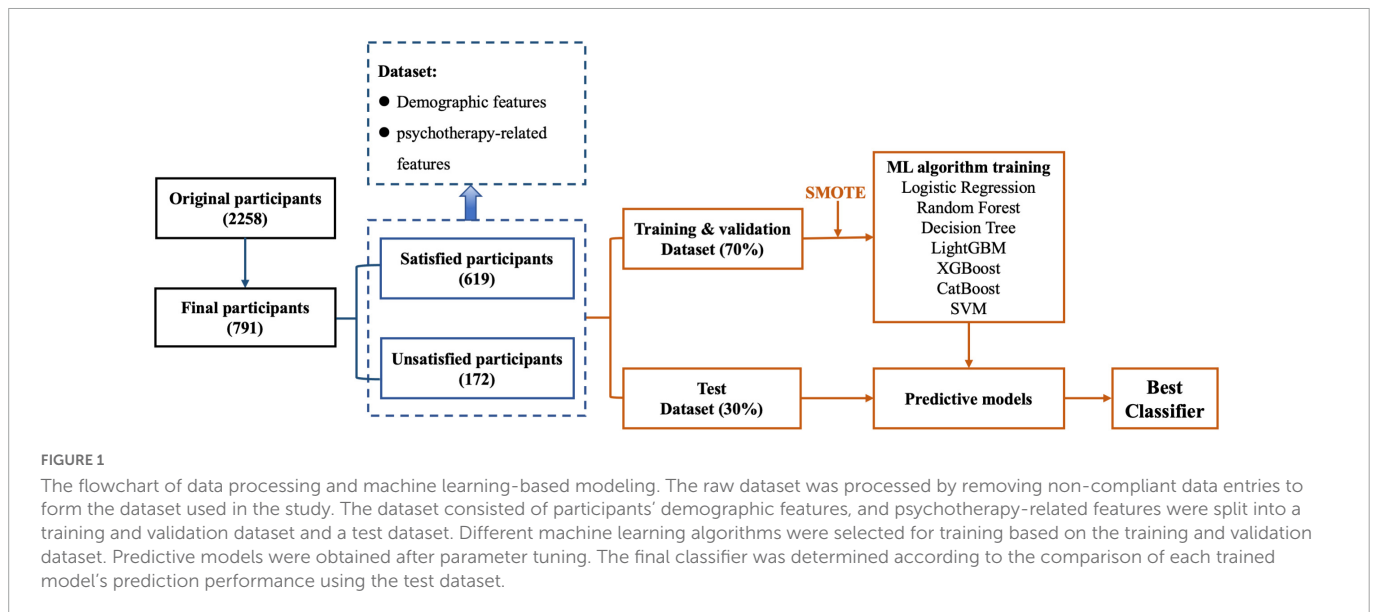 Dataset:
● Demographic features
● psychotherapy-related
features
Original participants
(2258)
Final participants
(791)
Satisfied participants
(619)
Unsatisfied participants
(172)
Training & validation
Dataset (70%)
SMOTE
ML algorithm training
Logistic Regression
Random Forest
Decision Tree
LightGBM
XGBoost
CatBoost
SVM
Test
Dataset (30%)
Predictive models
Best
Classifier
FIGURE 1
The flowchart of data processing and machine learning-based modeling. The raw dataset was processed by removing non-compliant data entries to
form the dataset used in the study. The dataset consisted of participants’ demographic features, and psychotherapy-related features were split into a
training and validation dataset and a test dataset. Different machine learning algorithms were selected for training based on the training and validation
dataset. Predictive models were obtained after parameter tuning. The final classifier was determined according to the comparison of each trained
model’s prediction performance using the test dataset.